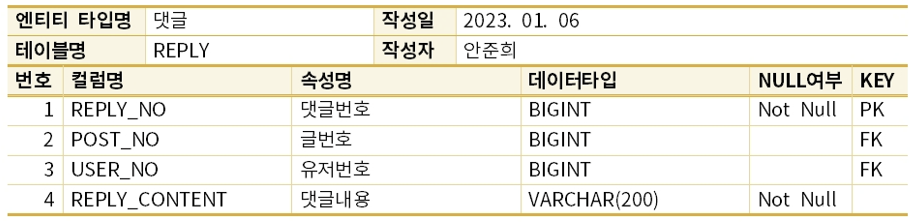 엔티티 타입명 댓글 작성일 2023. 01. 06
테이블명 REPLY 작성자 안준희
번호 컬럼명 속성명 데이터타입 NULL여부 KEY
1 REPLY_NO 댓글번호 BIGINT Not Null PK
2 POST_NO 글번호 BIGINT FK
3 USER_NO 유저번호 BIGINT FK
4 REPLY_CONTENT 댓글내용 VARCHAR(200) Not Null